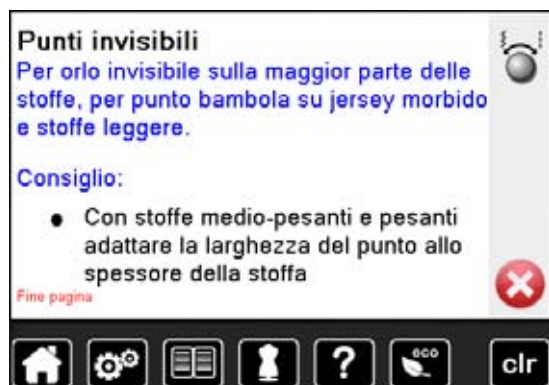 Punti invisibili
Per orlo invisibile sulla maggior parte delle
stoffe, per punto bambola su jersey morbido
e stoffe leggere.
Consiglio:
● Con stoffe medio-pesanti e pesanti
adattare la larghezza del punto allo
spessore della stoffa
Fine pagina
?
eco
clr